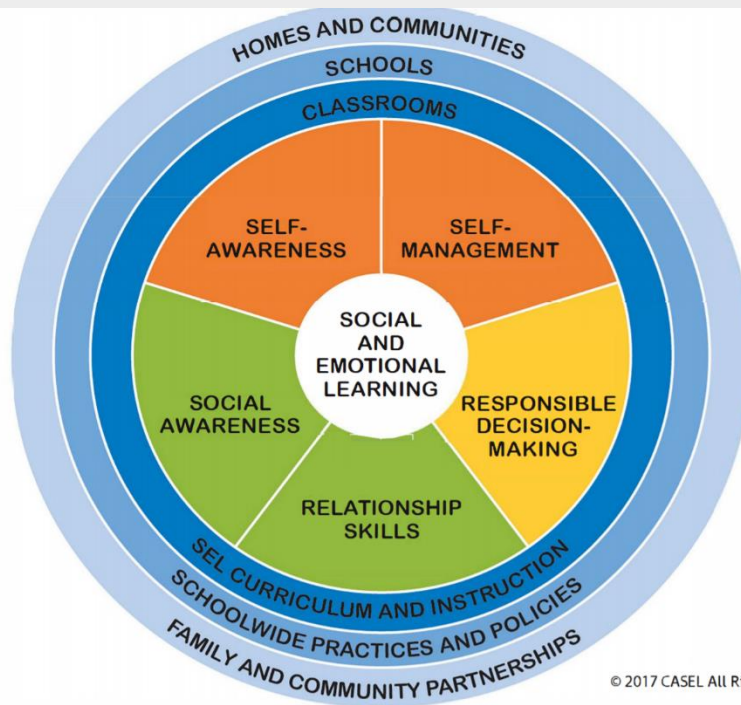 HOMES AND COMMUNITIES
SCHOOLS
CLASSROOMS
SELF-
AWARENESS
SELF-
MANAGEMENT
SOCIAL
AND
EMOTIONAL
LEARNING
SOCIAL
AWARENESS
RESPONSIBLE
DECISION-
MAKING
RELATIONSHIP
SKILLS
SEL CURRICULUM AND INSTRUCTION
SCHOOLWIDE PRACTICES AND POLICIES
FAMILY AND COMMUNITY PARTNERSHIPS
© 2017 CASEL All